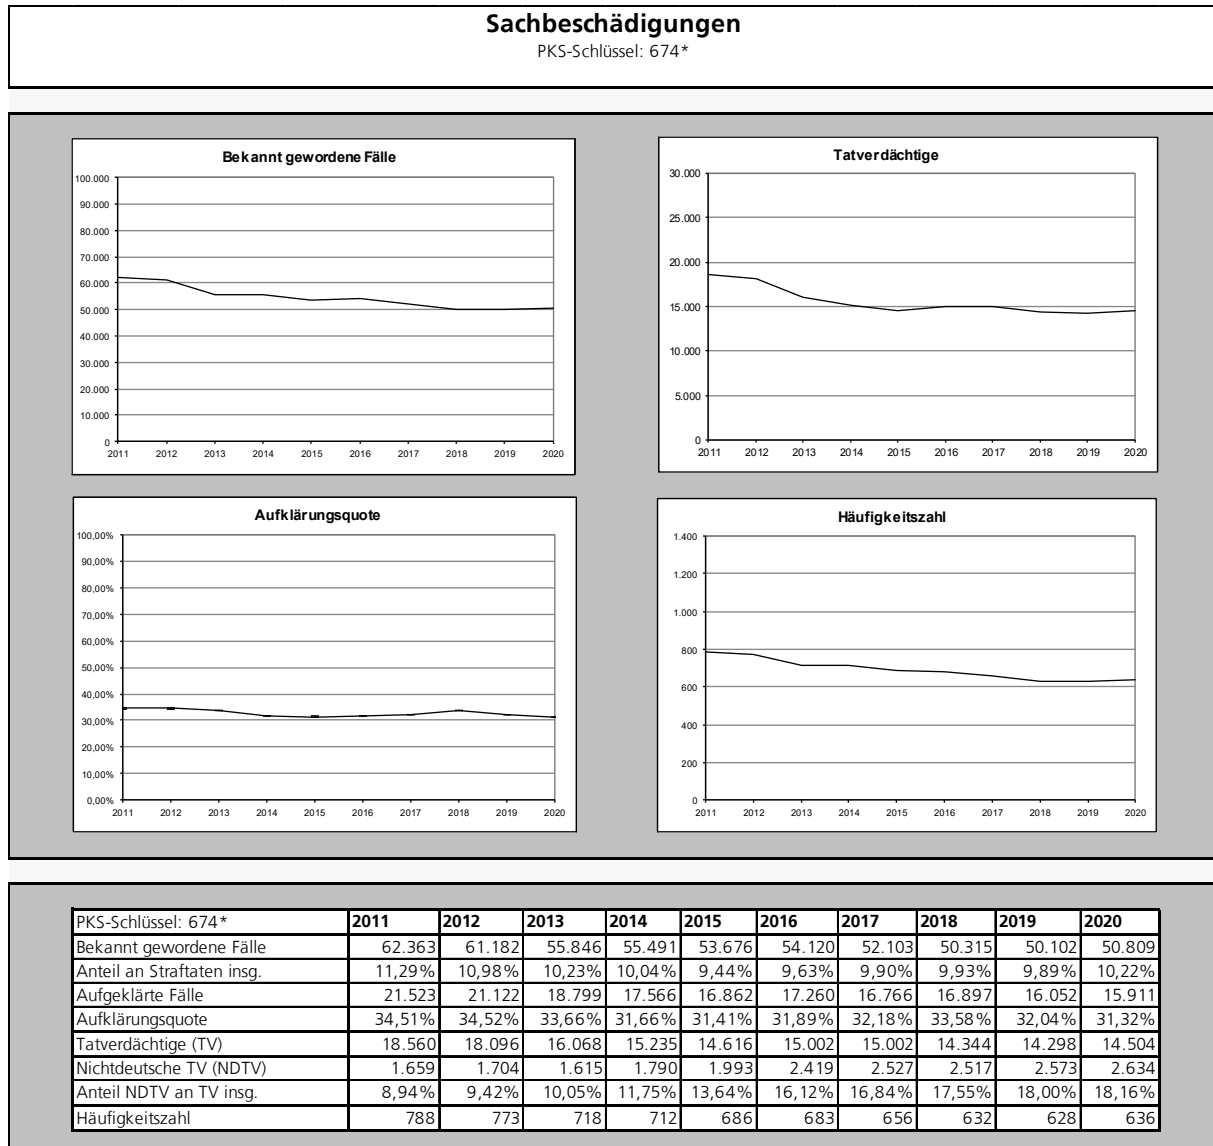 Sachbeschädigungen
PKS-Schlüssel: 674*
Bekannt gewordene Fälle
100.000
90.000
80.000
70.000
60.000
50.000
40.000
30.000
20.000
10.000
0
2011 2012 2013 2014 2015 2016 2017 2018 2019 2020
Tatverdächtige
30.000
25.000
20.000
15.000
10.000
5.000
0
2011 2012 2013 2014 2015 2016 2017 2018 2019 2020
Aufklärungsquote
100,00%
90,00%
80,00%
70,00%
60,00%
50,00%
40,00%
30,00%
20,00%
10,00%
0,00%
2011 2012 2013 2014 2015 2016 2017 2018 2019 2020
Häufigkeitszahl
1.400
1.200
1.000
800
600
400
200
0
2011 2012 2013 2014 2015 2016 2017 2018 2019 2020
PKS-Schlüssel: 674* 2011 2012 2013 2014 2015 2016 2017 2018 2019 2020
Bekannt gewordene Fälle 62.363 61.182 55.846 55.491 53.676 54.120 52.103 50.315 50.102 50.809
Anteil an Straftaten insg. 11,29% 10,98% 10,23% 10,04% 9,44% 9,63% 9,90% 9,93% 9,89% 10,22%
Aufgeklärte Fälle 21.523 21.122 18.799 17.566 16.862 17.260 16.766 16.897 16.052 15.911
Aufklärungsquote 34,51% 34,52% 33,66% 31,66% 31,41% 31,89% 32,18% 33,58% 32,04% 31,32%
Tatverdächtige (TV) 18.560 18.096 16.068 15.235 14.616 15.002 15.002 14.344 14.298 14.504
Nichtdeutsche TV (NDTV) 1.659 1.704 1.615 1.790 1.993 2.419 2.527 2.517 2.573 2.634
Anteil NDTV an TV insg. 8,94% 9,42% 10,05% 11,75% 13,64% 16,12% 16,84% 17,55% 18,00% 18,16%
Häufigkeitszahl 788 773 718 712 686 683 656 632 628 636